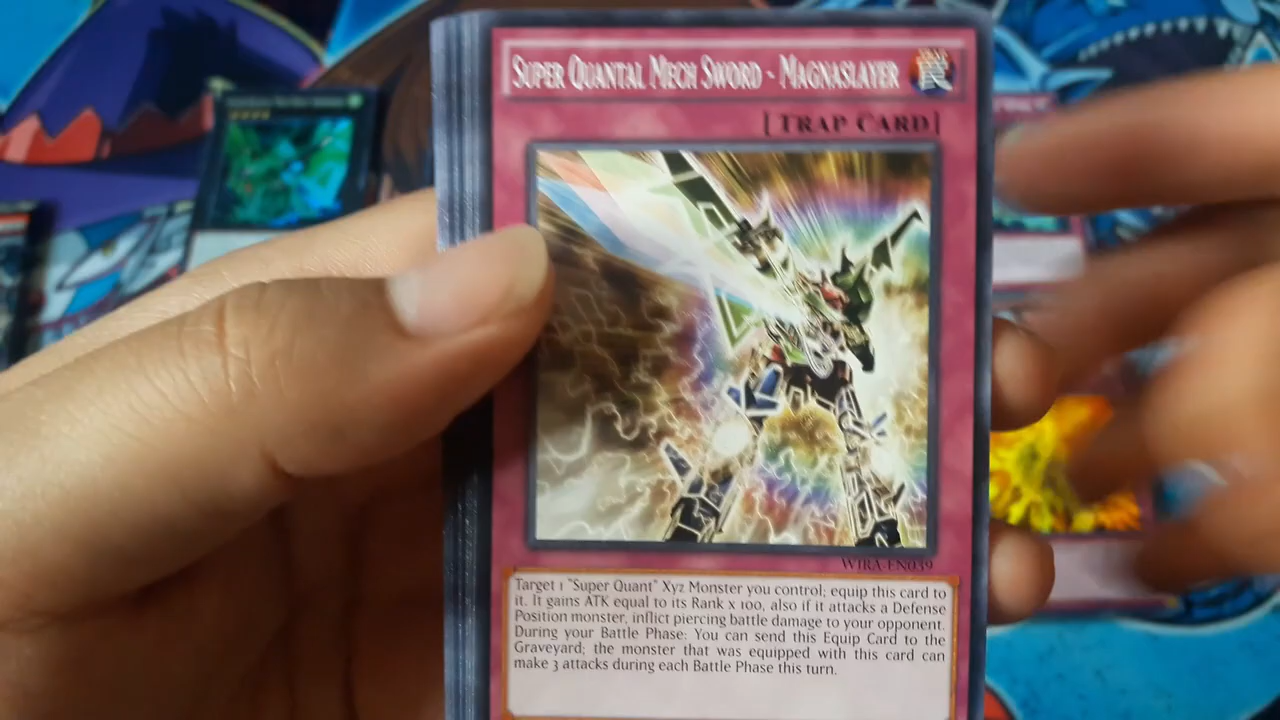 SUPER QUANTAL MECH SWORD - MAGNASLAYER 罠
[TRAP CARD]
WIRA-EN039
Target 1 "Super Quant" Xyz Monster you control; equip this card to
it. It gains ATK equal to its Rank x 100, also if it attacks a Defense
Position monster, inflict piercing battle damage to your opponent.
During your Battle Phase: You can send this Equip Card to the
Graveyard; the monster that was equipped with this card can
make 3 attacks during each Battle Phase this turn.